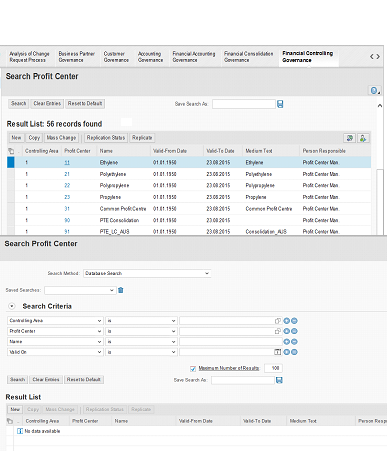 Analysis of Change Request Process
Business Partner Governance
Customer Governance
Accounting Governance
Financial Accounting Governance
Financial Consolidation Governance
Financial Controlling Governance
Search Profit Center
Search Clear Entries Reset to Default Save Search As:
Result List: 56 records found
New Copy Mass Change Replication Status Replicate
Controlling Area Profit Center Name Valid-From Date Valid-To Date Medium Text Person Responsible
1 11 Ethylene 01.01.1950 23.08.2015 Ethylene Profit Center Man
1 21 Polyethylene 01.01.1950 23.08.2015 Polyethylene Profit Center Man
1 22 Polypropylene 01.01.1950 23.08.2015 Polypropylene Profit Center Man
1 23 Propylene 01.01.1950 23.08.2015 Propylene Profit Center Man
1 31 Common Profit Centre 01.01.1950 23.08.2015 Common Profit Centre Profit Center Man
1 90 PTE Consolidation 01.01.1950 23.08.2015 Profit Center Man
1 91 PTE_LC_AUS 01.01.1950 23.08.2015 Consolidation_AUS Profit Center Man
Search Profit Center
Search Method: Database Search
Saved Searches:
Search Criteria
Controlling Area is
Profit Center is
Name is
Valid On is
Maximum Number of Results: 100
Search Clear Entries Reset to Default Save Search As:
Result List
New Copy Mass Change Replication Status Replicate
Controlling Area Profit Center Name Valid-From Date Valid-To Date Medium Text Person Resp
No data available